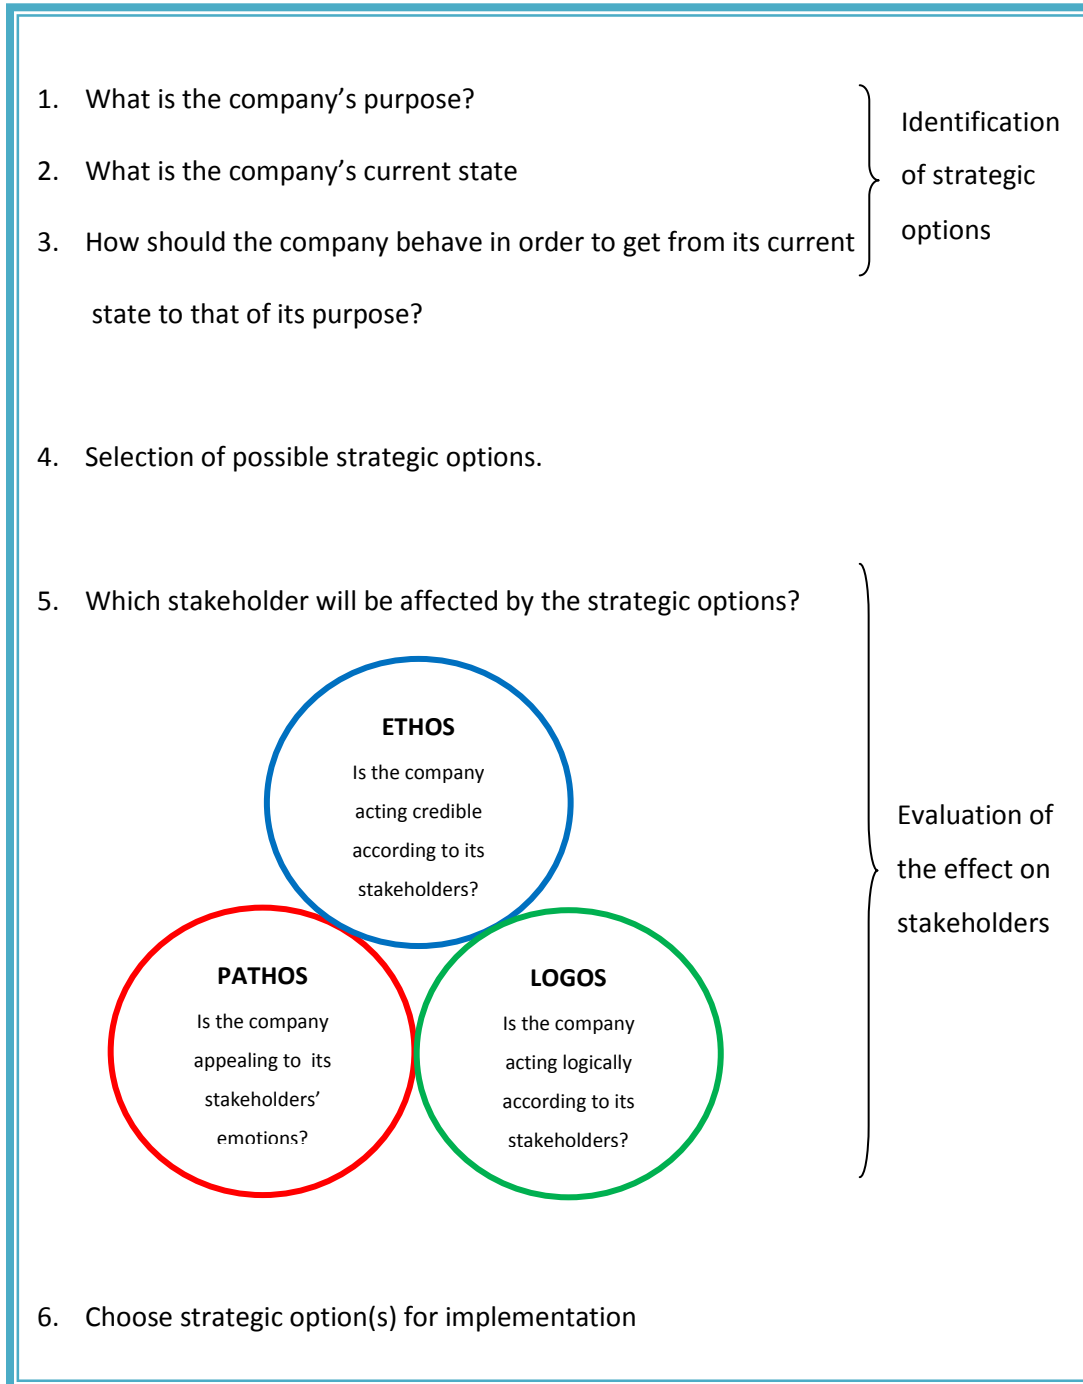 1. What is the company’s purpose?
2. What is the company’s current state
3. How should the company behave in order to get from its current
state to that of its purpose?
Identification
of strategic
options
4. Selection of possible strategic options.
5. Which stakeholder will be affected by the strategic options?
ETHOS
Is the company
acting credible
according to its
stakeholders?
PATHOS
Is the company
appealing to its
stakeholders’
emotions?
LOGOS
Is the company
acting logically
according to its
stakeholders?
Evaluation of
the effect on
stakeholders
6. Choose strategic option(s) for implementation